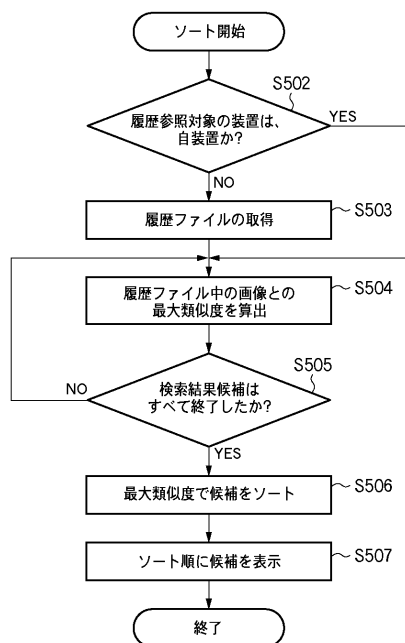 ソート開始
S502
履歴参照対象の装置は、
自装置か?
YES
NO
履歴ファイルの取得
S503
履歴ファイル中の画像との
最大類似度を算出
S504
S505
検索結果候補は
すべて終了したか?
NO
YES
最大類似度で候補をソート
S506
ソート順に候補を表示
S507
終了